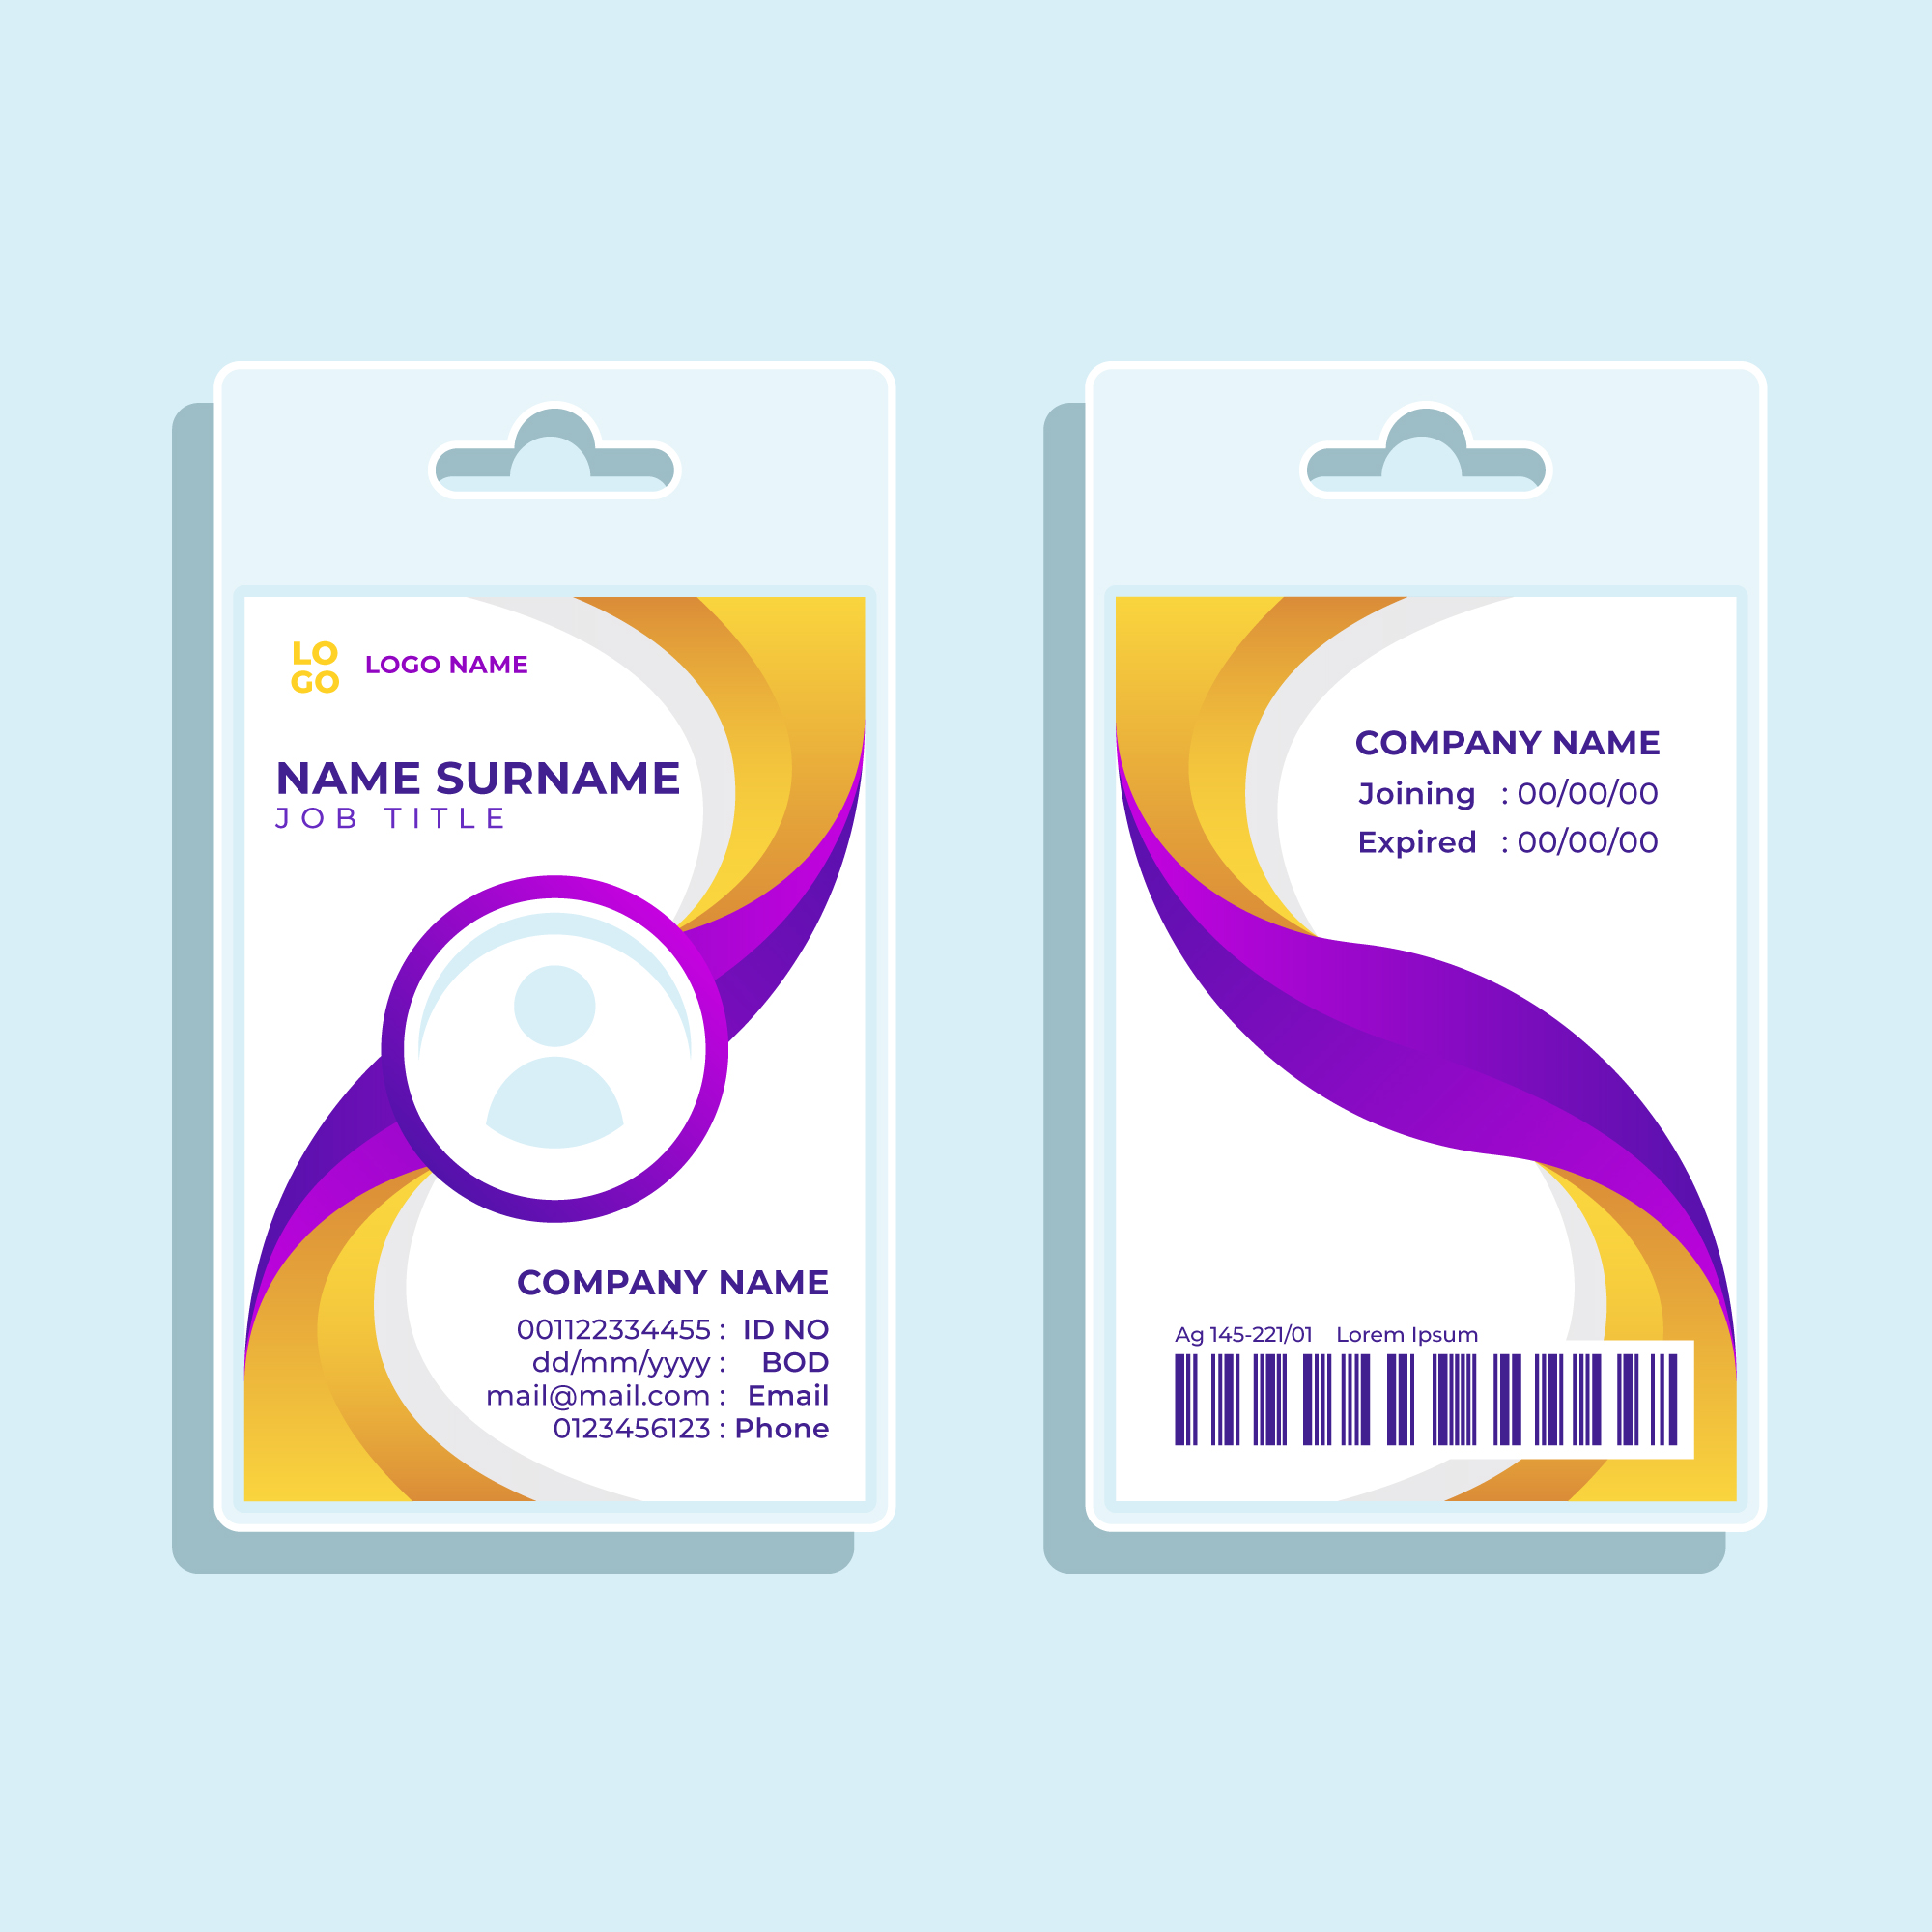 LO
GO
LOGO NAME
NAME SURNAME
JOB TITLE
COMPANY NAME
001122334455 : ID NO
dd/mm/yyyy : BOD
mail@mail.com : Email
0123456123 : Phone
COMPANY NAME
Joining : 00/00/00
Expired : 00/00/00
Ag 145-221/01 Lorem Ipsum